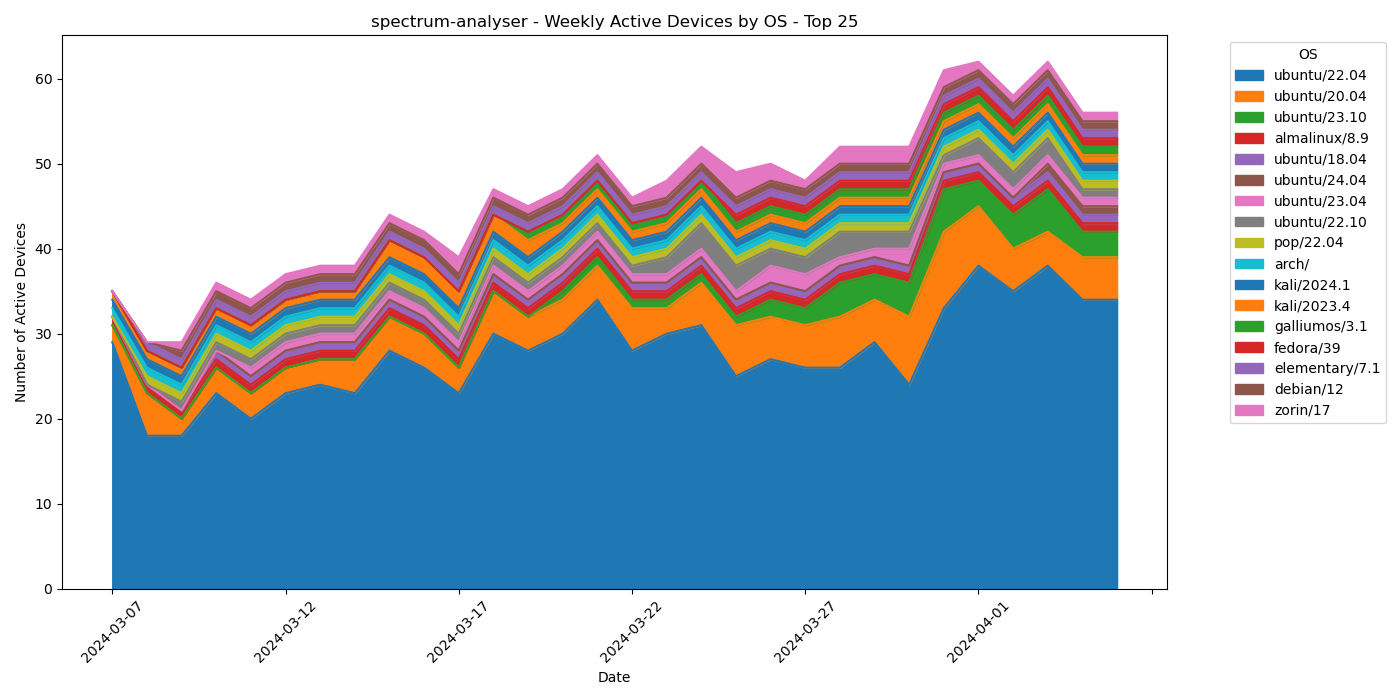 spectrum-analyser - Weekly Active Devices by OS - Top 25
Number of Active Devices
60
50
40
30
20
10
0
2024-03-07
2024-03-12
2024-03-17
2024-03-22
2024-03-27
2024-04-01
Date
OS
ubuntu/22.04
ubuntu/20.04
ubuntu/23.10
almalinux/8.9
ubuntu/18.04
ubuntu/24.04
ubuntu/23.04
ubuntu/22.10
pop/22.04
arch/
kali/2024.1
kali/2023.4
galliumos/3.1
fedora/39
elementary/7.1
debian/12
zorin/17